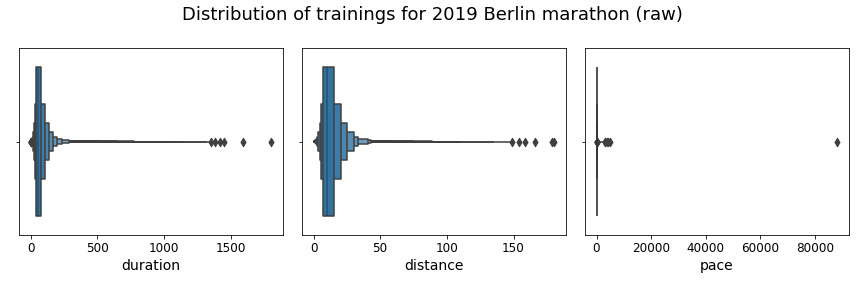 Distribution of trainings for 2019 Berlin marathon (raw)
0 500 1000 1500
duration
0 50 100 150
distance
0 20000 40000 60000 80000
pace